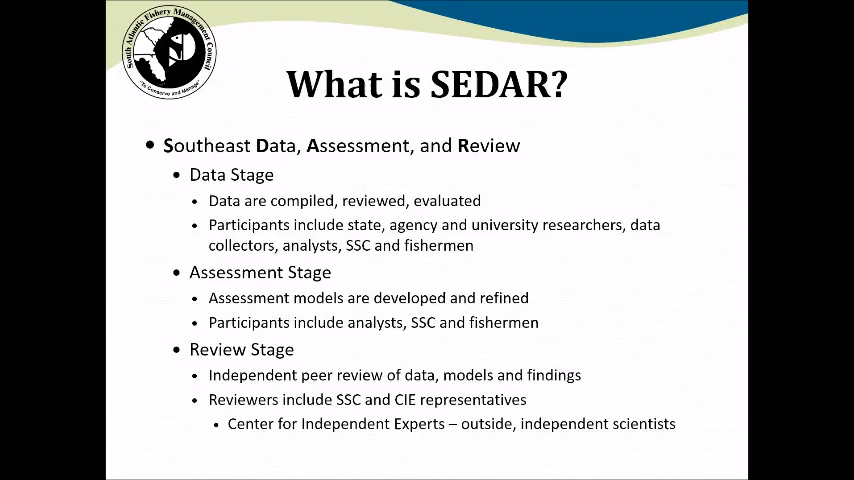 South Atlantic Fishery Management Council
"To Conserve and Manage"
What is SEDAR?
• Southeast Data, Assessment, and Review
• Data Stage
• Data are compiled, reviewed, evaluated
• Participants include state, agency and university researchers, data
collectors, analysts, SSC and fishermen
• Assessment Stage
• Assessment models are developed and refined
• Participants include analysts, SSC and fishermen
• Review Stage
• Independent peer review of data, models and findings
• Reviewers include SSC and CIE representatives
• Center for Independent Experts – outside, independent scientists